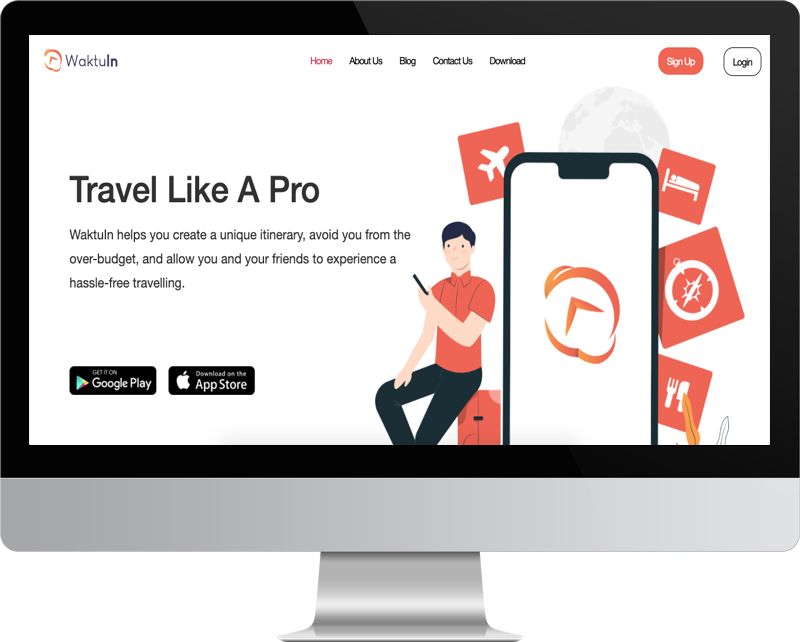 WaktuIn
Home About Us Blog Contact Us Download
Sign Up Login
Travel Like A Pro
WaktuIn helps you create a unique itinerary, avoid you from the
over-budget, and allow you and your friends to experience a
hassle-free travelling.
GET IT ON
Google Play
Download on the
App Store